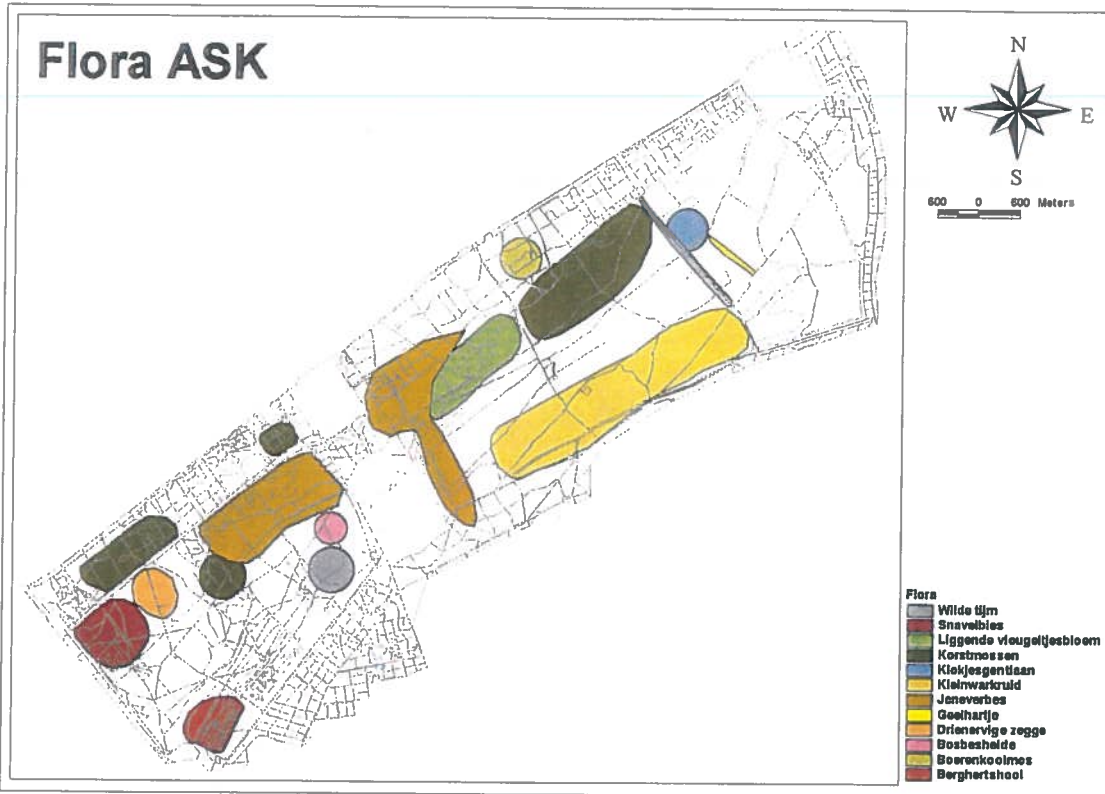 Flora ASK
N
W E
S
600 0 600 Meters
Flora
Wilde tijm
Snavelbies
Liggende vleugeltjesbloem
Korstmossen
Klokjesgentiaan
Kleinwarkruid
Jeneverbes
Geelhartje
Drienervige zegge
Bosbesheide
Boerenkoolmos
Berghertshooi